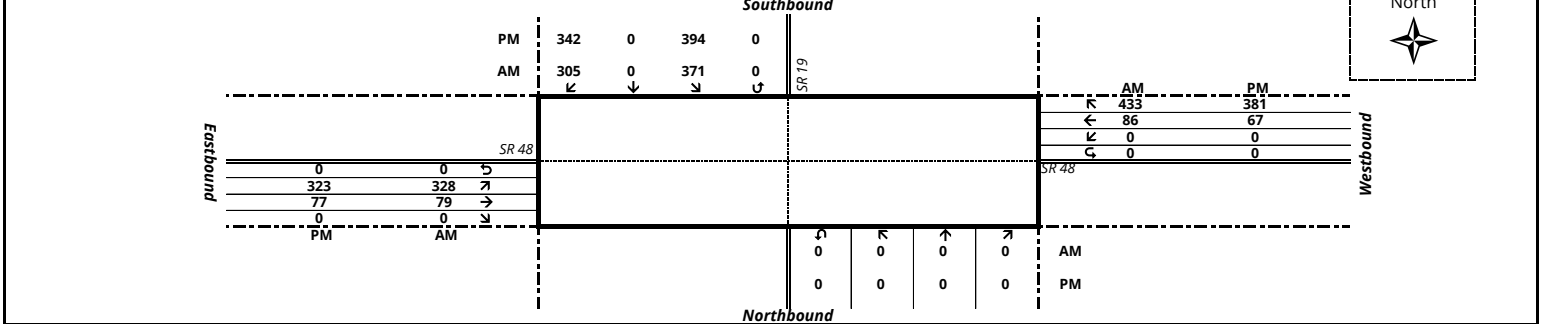 Southbound
North
PM 342 0 394 0
SR 19
AM 305 0 371 0
AM PM
433 381
86 67
0 0
0 0
Westbound
SR 48
Eastbound
SR 48
0 0
323 328
77 79
0 0
PM AM
0 0 0 0 AM
0 0 0 0 PM
Northbound